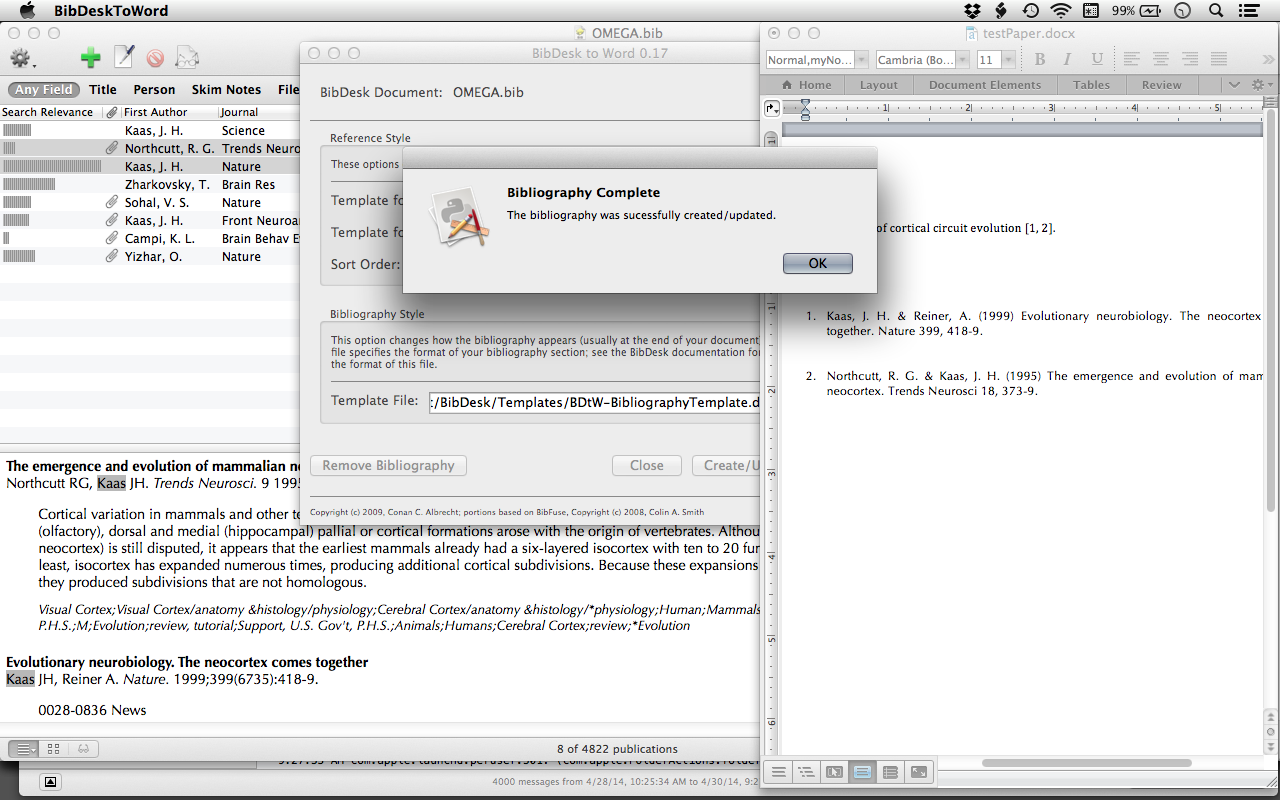 BibDeskToWord
99%
OMEGA.bib
Any Field Title Person Skim Notes File
Search Relevance First Author Journal
Kaas, J. H. Science
Northcutt, R. G. Trends Neuro
Kaas, J. H. Nature
Zharkovsky, T. Brain Res
Sohal, V. S. Nature
Kaas, J. H. Front Neuroa
Campi, K. L. Brain Behav E
Yizhar, O. Nature
The emergence and evolution of mammalian ne
Northcutt RG, Kaas JH. Trends Neurosci. 9 1995
Cortical variation in mammals and other te
(olfactory), dorsal and medial (hippocampal) pallial or cortical formations arose with the origin of vertebrates. Althou
neocortex) is still disputed, it appears that the earliest mammals already had a six-layered isocortex with ten to 20 fun
least, isocortex has expanded numerous times, producing additional cortical subdivisions. Because these expansions
they produced subdivisions that are not homologous.
Visual Cortex;Visual Cortex/anatomy &histology/physiology;Cerebral Cortex/anatomy &histology/*physiology;Human;Mammals
P.H.S.;M;Evolution;review, tutorial;Support, U.S. Gov't, P.H.S.;Animals;Humans;Cerebral Cortex;review;*Evolution
Evolutionary neurobiology. The neocortex comes together
Kaas JH, Reiner A. Nature. 1999;399(6735):418-9.
0028-0836 News
8 of 4822 publications
4000 messages from 4/28/14, 10:25:34 AM to 4/30/14, 9:2
BibDesk to Word 0.17
BibDesk Document: OMEGA.bib
Reference Style
These options
Template fo
Template fo
Sort Order:
Bibliography Style
This option changes how the bibliography appears (usually at the end of your document
file specifies the format of your bibliography section; see the BibDesk documentation for
the format of this file.
Template File: :/BibDesk/Templates/BDtW-BibliographyTemplate.d
Remove Bibliography Close Create/U
Copyright (c) 2009, Conan C. Albrecht; portions based on BibFuse, Copyright (c) 2008, Colin A. Smith
Bibliography Complete
The bibliography was sucessfully created/updated.
OK
testPaper.docx
Normal,myNo... Cambria (Bo... 11 B I U
Home Layout Document Elements Tables Review
1 2 3 4 5
of cortical circuit evolution [1, 2].
1. Kaas, J. H. & Reiner, A. (1999) Evolutionary neurobiology. The neocortex
together. Nature 399, 418-9.
2. Northcutt, R. G. & Kaas, J. H. (1995) The emergence and evolution of mam
neocortex. Trends Neurosci 18, 373-9.